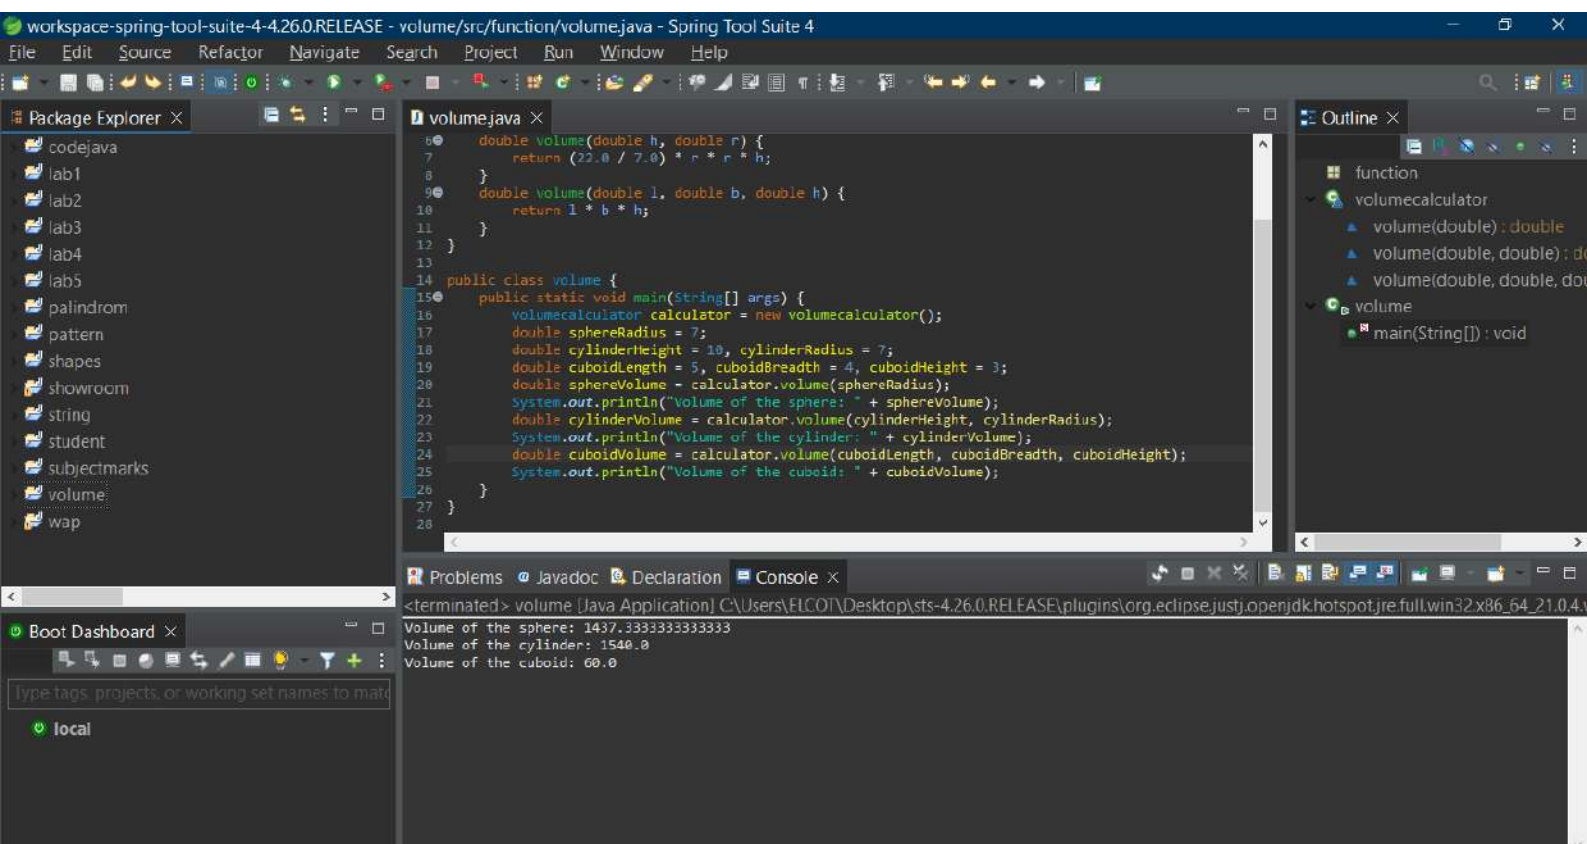 workspace-spring-tool-suite-4-4.26.0.RELEASE - volume/src/function/volume.java - Spring Tool Suite 4
File Edit Source Refactor Navigate Search Project Run Window Help
Package Explorer
codejava
lab1
lab2
lab3
lab4
lab5
palindrom
pattern
shapes
showroom
string
student
subjectmarks
volume
wap
Boot Dashboard
Type tags, projects, or working set names to matc
local
volume.java
6 double volume(double h, double r) {
7 return (22.0 / 7.0) * r * r * h;
8 }
9 double volume(double l, double b, double h) {
10 return l * b * h;
11 }
12 }
13
14 public class volume {
15 public static void main(String[] args) {
16 volumecalculator calculator = new volumecalculator();
17 double sphereRadius = 7;
18 double cylinderHeight = 10, cylinderRadius = 7;
19 double cuboidLength = 5, cuboidBreadth = 4, cuboidHeight = 3;
20 double sphereVolume = calculator.volume(sphereRadius);
21 System.out.println("Volume of the sphere: " + sphereVolume);
22 double cylinderVolume = calculator.volume(cylinderHeight, cylinderRadius);
23 System.out.println("Volume of the cylinder: " + cylinderVolume);
24 double cuboidVolume = calculator.volume(cuboidLength, cuboidBreadth, cuboidHeight);
25 System.out.println("Volume of the cuboid: " + cuboidVolume);
26 }
27 }
28
Problems Javadoc Declaration Console
<terminated> volume [Java Application] C:\Users\ELCOT\Desktop\sts-4.26.0.RELEASE\plugins\org.eclipse.justj.openjdk.hotspot.jre.full.win32.x86_64_21.0.4.v
Volume of the sphere: 1437.3333333333333
Volume of the cylinder: 1540.0
Volume of the cuboid: 60.0
Outline
function
volumecalculator
volume(double) : double
volume(double, double) : do
volume(double, double, dou
volume
main(String[]) : void